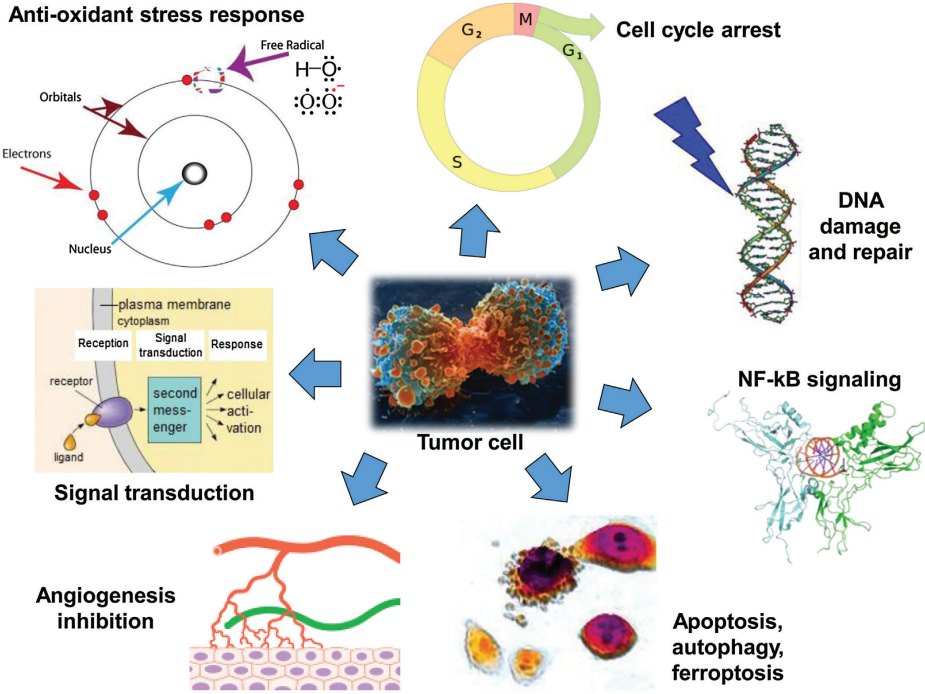 Anti-oxidant stress response
Free Radical
H–Ö:
:Ö:Ö:⁻
Orbitals
Electrons
Nucleus
G₂
M
G₁
S
Cell cycle arest
DNA
damage
and repair
plasma membrane
cytoplasm
Reception
Signal
transduction
Response
receptor
ligand
second
mess-
enger
cellular
acti-
vation
Signal transduction
Tumor cell
NF-kB signaling
Angiogenesis
inhibition
Apoptosis,
autophagy,
ferroptosis